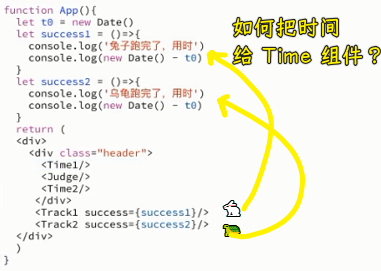 function App(){
let t0 = new Date()
let success1 = ()=>{
console.log('兔子跑完了，用时')
console.log(new Date() - t0)
}
let success2 = ()=>{
console.log('乌龟跑完了，用时')
console.log(new Date() - t0)
}
return (
<div>
<div class="header">
<Time1/>
<Judge/>
<Time2/>
</div>
<Track1 success={success1}/>
<Track2 success={success2}/>
</div>
)
}
如何把时间
给 Time 组件？